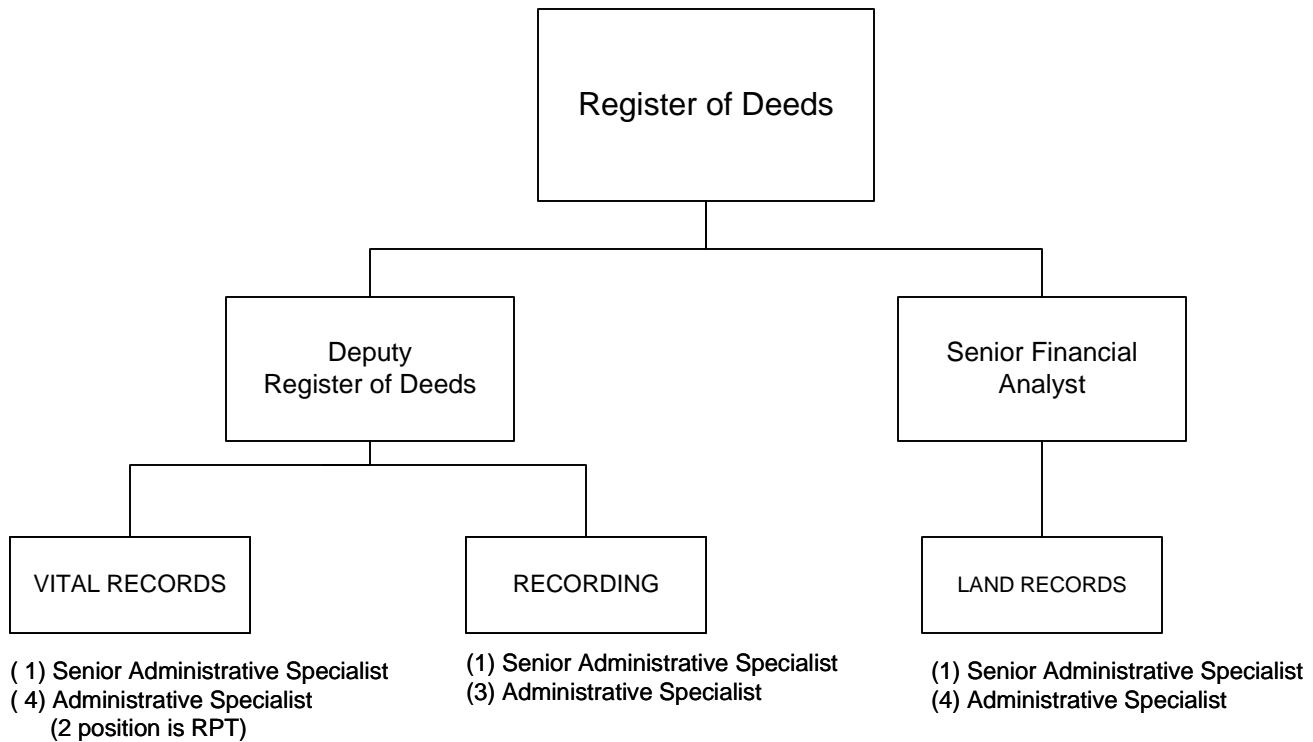 Register of Deeds
Deputy
Register of Deeds
Senior Financial
Analyst
VITAL RECORDS
RECORDING
LAND RECORDS
( 1) Senior Administrative Specialist
( 4) Administrative Specialist
(2 position is RPT)
(1) Senior Administrative Specialist
(3) Administrative Specialist
(1) Senior Administrative Specialist
(4) Administrative Specialist